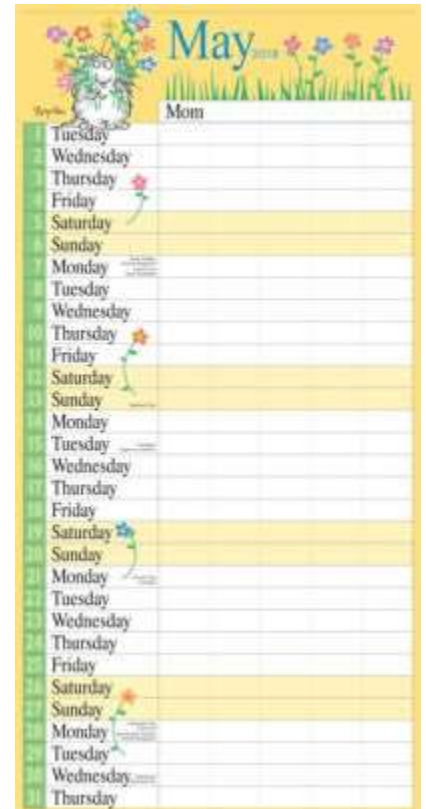 May 2018
Mom
1 Tuesday
2 Wednesday
3 Thursday
4 Friday
5 Saturday
6 Sunday
7 Monday
8 Tuesday
9 Wednesday
10 Thursday
11 Friday
12 Saturday
13 Sunday
14 Monday
15 Tuesday
16 Wednesday
17 Thursday
18 Friday
19 Saturday
20 Sunday
21 Monday
22 Tuesday
23 Wednesday
24 Thursday
25 Friday
26 Saturday
27 Sunday
28 Monday
29 Tuesday
30 Wednesday
31 Thursday